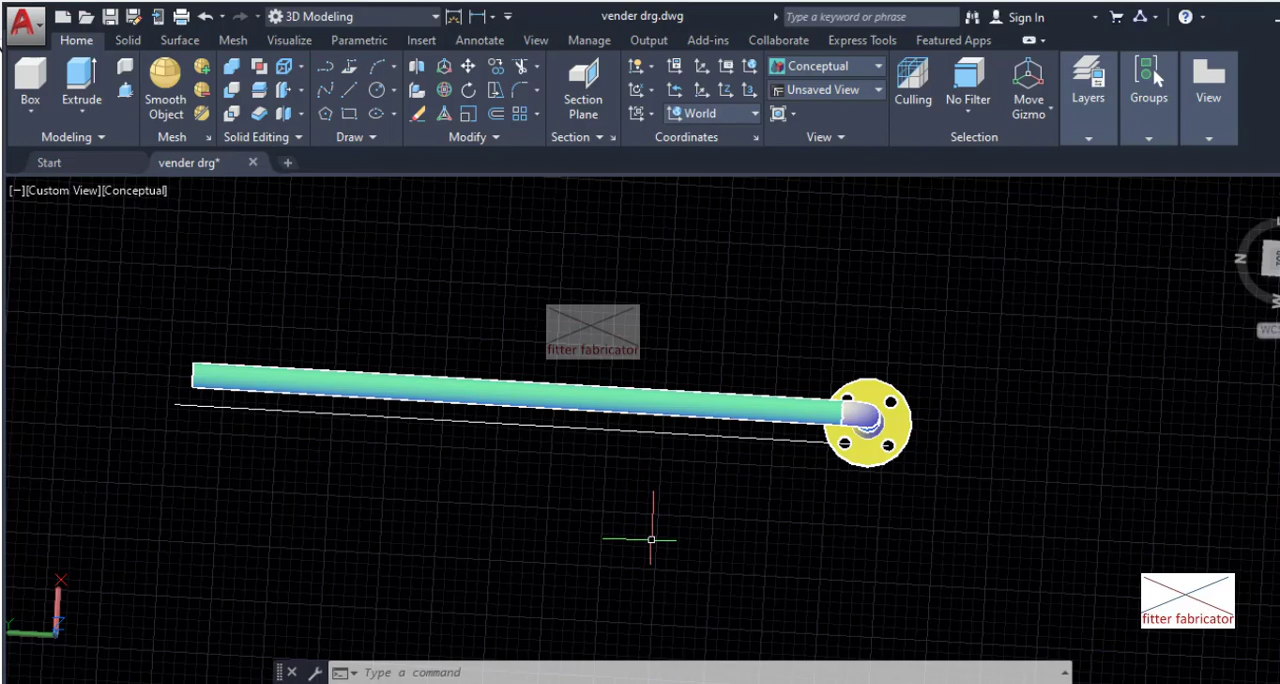 3D Modeling
vender drg.dwg
Type a keyword or phrase
Sign In
Home Solid Surface Mesh Visualize Parametric Insert Annotate View Manage Output Add-ins Collaborate Express Tools Featured Apps
Box
Extrude
Smooth
Object
Section
Plane
Conceptual
Unsaved View
World
Culling
No Filter
Move
Gizmo
Layers
Groups
View
Modeling
Mesh
Solid Editing
Draw
Modify
Section
Coordinates
View
Selection
Start
vender drg*
[−][Custom View][Conceptual]
N
W
WCS
fitter fabricator
fitter fabricator
X
Type a command